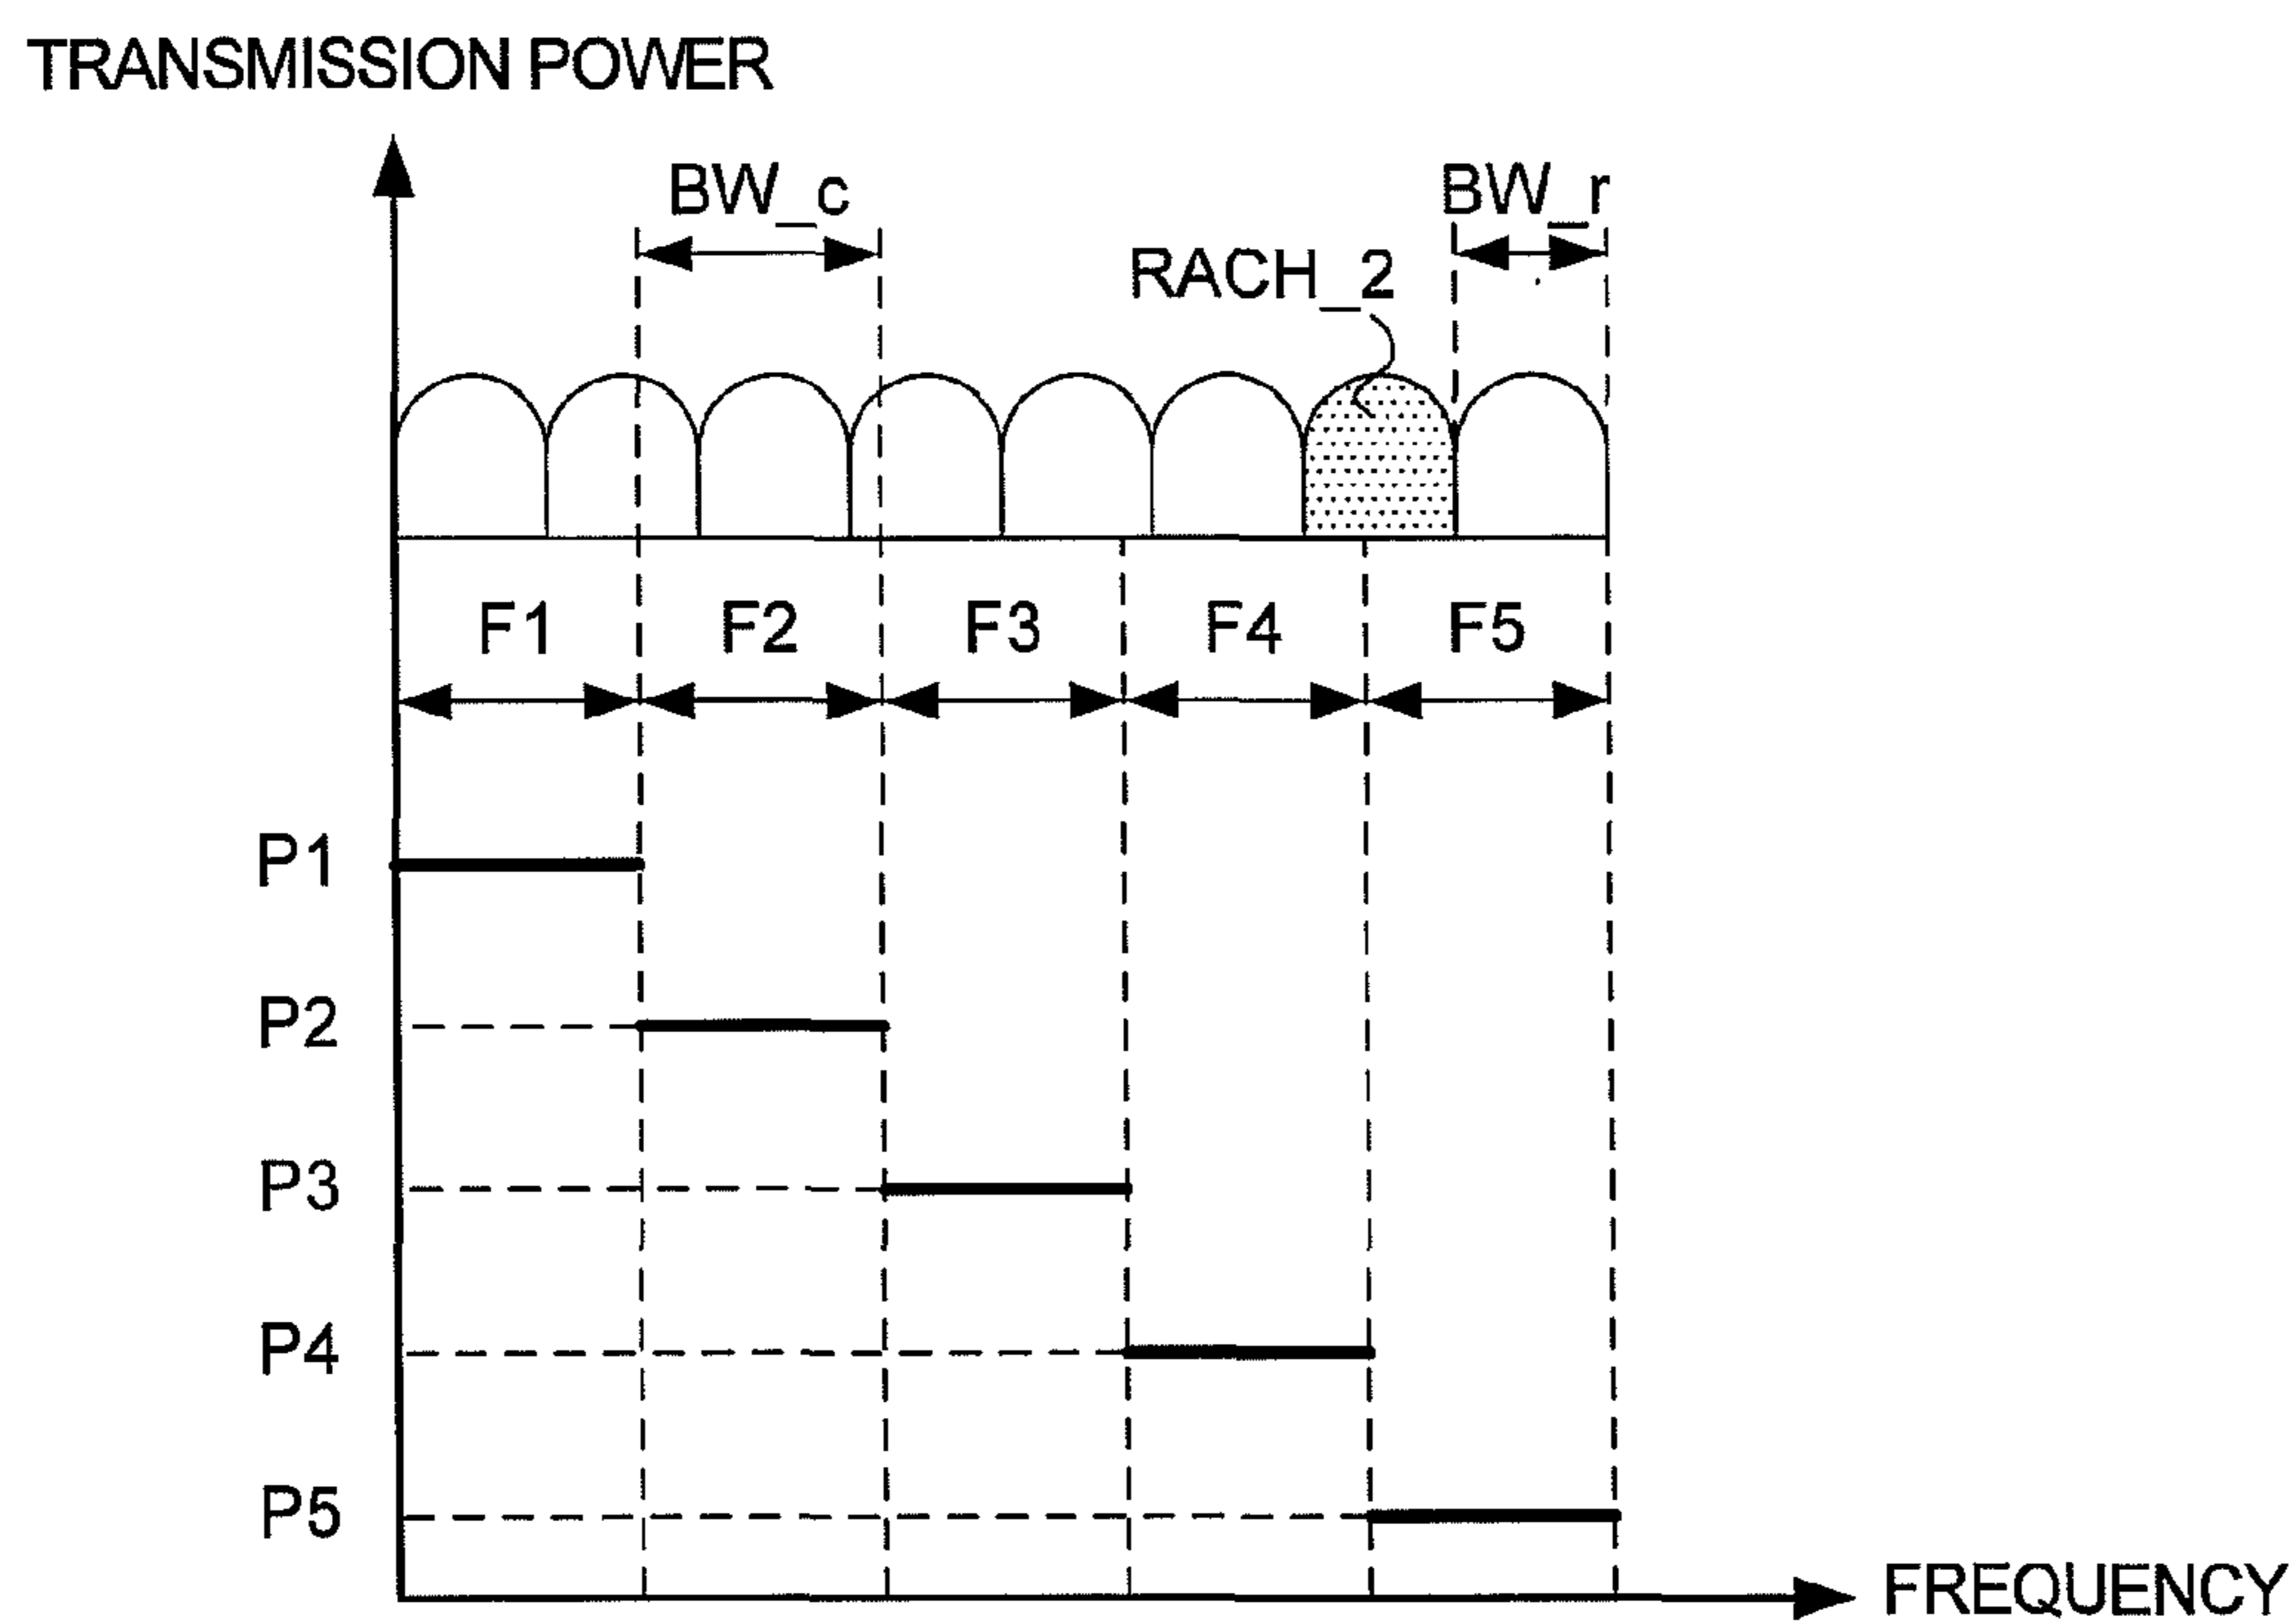 TRANSMISSION POWER
BW_c
BW_r
RACH_2
F1
F2
F3
F4
F5
P1
P2
P3
P4
P5
FREQUENCY